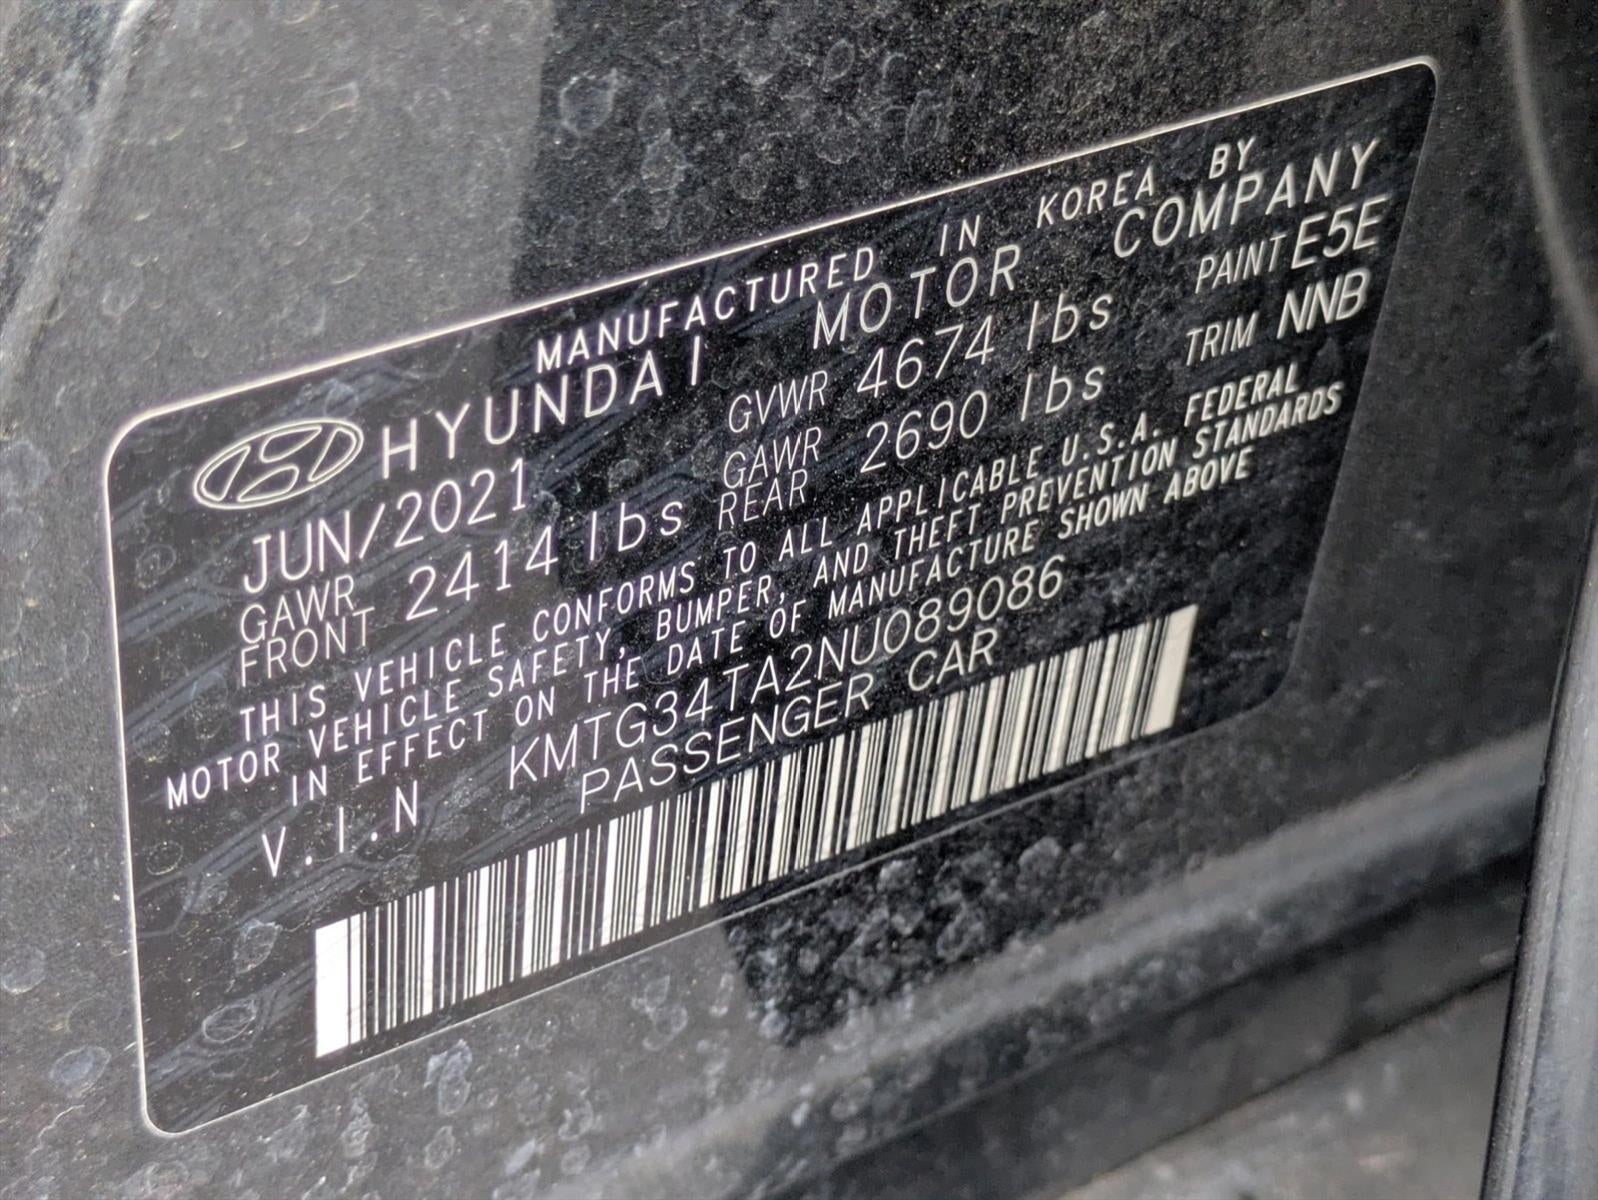 MANUFACTURED IN KOREA BY
HYUNDAI MOTOR COMPANY
JUN/2021 GVWR 4674 lbs PAINT E5E
GAWR FRONT 2414 lbs GAWR REAR 2690 lbs TRIM NNB
THIS VEHICLE CONFORMS TO ALL APPLICABLE U.S.A. FEDERAL
MOTOR VEHICLE SAFETY, BUMPER, AND THEFT PREVENTION STANDARDS
IN EFFECT ON THE DATE OF MANUFACTURE SHOWN ABOVE
V.I.N KMTG34TA2NU089086
PASSENGER CAR